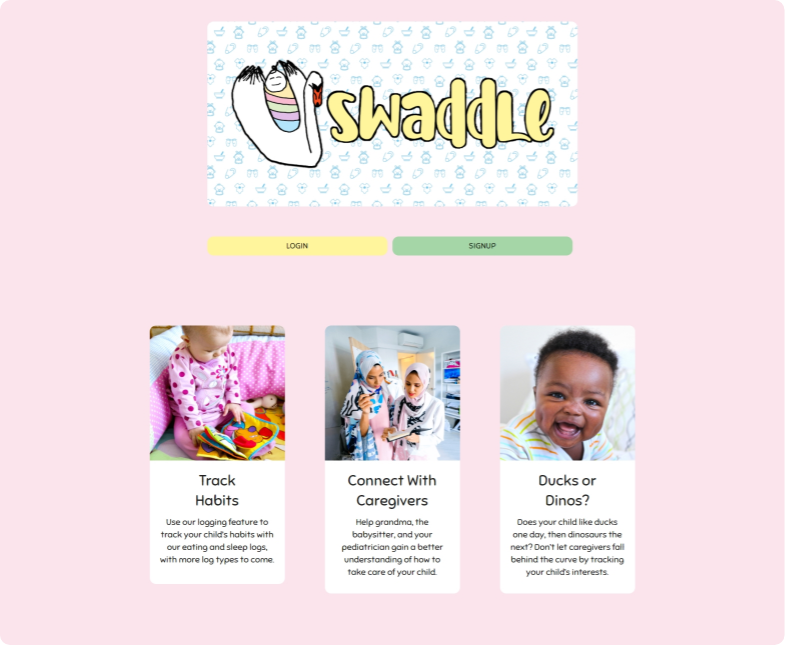 swaddle
LOGIN
SIGNUP
Track
Habits
Use our logging feature to
track your child's habits with
our eating and sleep logs,
with more log types to come.
Connect With
Caregivers
Help grandma, the
babysitter, and your
pediatrician gain a better
understanding of how to
take care of your child.
Ducks or
Dinos?
Does your child like ducks
one day, then dinosaurs the
next? Don't let caregivers fall
behind the curve by tracking
your child's interests.